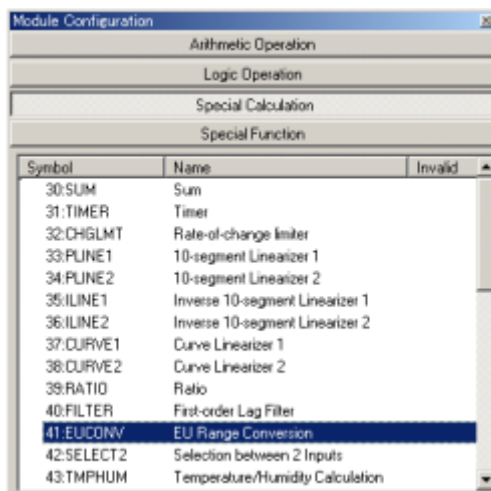 Module Configuration
Arithmetic Operation
Logic Operation
Special Calculation
Special Function
Symbol Name Invalid
30:SUM Sum
31:TIMER Timer
32:CHGLMT Rate-of-change limiter
33:PLINE1 10-segment Linearizer 1
34:PLINE2 10-segment Linearizer 2
35:ILINE1 Inverse 10-segment Linearizer 1
36:ILINE2 Inverse 10-segment Linearizer 2
37:CURVE1 Curve Linearizer 1
38:CURVE2 Curve Linearizer 2
39:RATIO Ratio
40:FILTER First-order Lag Filter
41:EUCONV EU Range Conversion
42:SELECT2 Selection between 2 Inputs
43:TMPHUM Temperature/Humidity Calculation